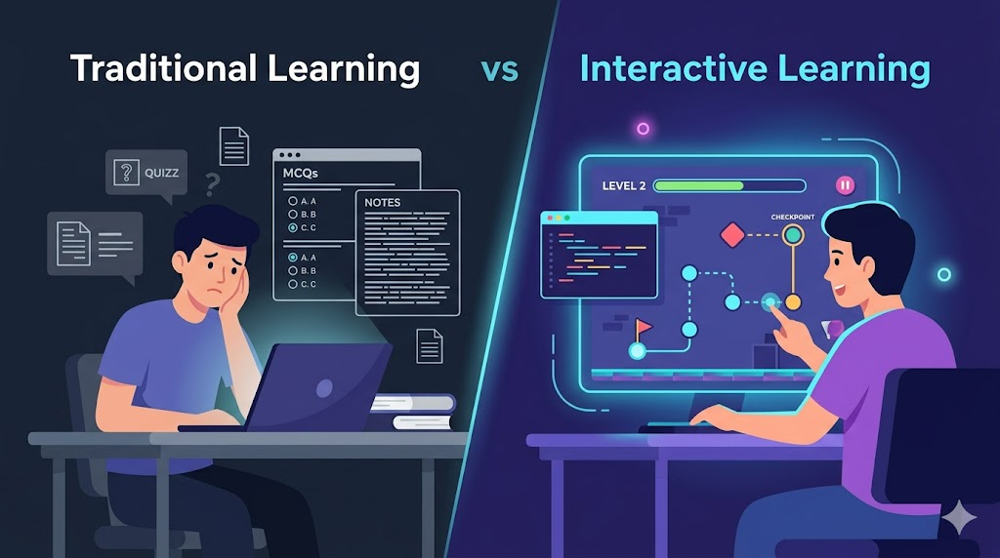 Traditional Learning
vs
Interactive Learning
? QUIZZ
?
MCQs
A. A
B. B
C. C
A. A
B. B
C. C
NOTES
LEVEL 2
CHECKPOINT